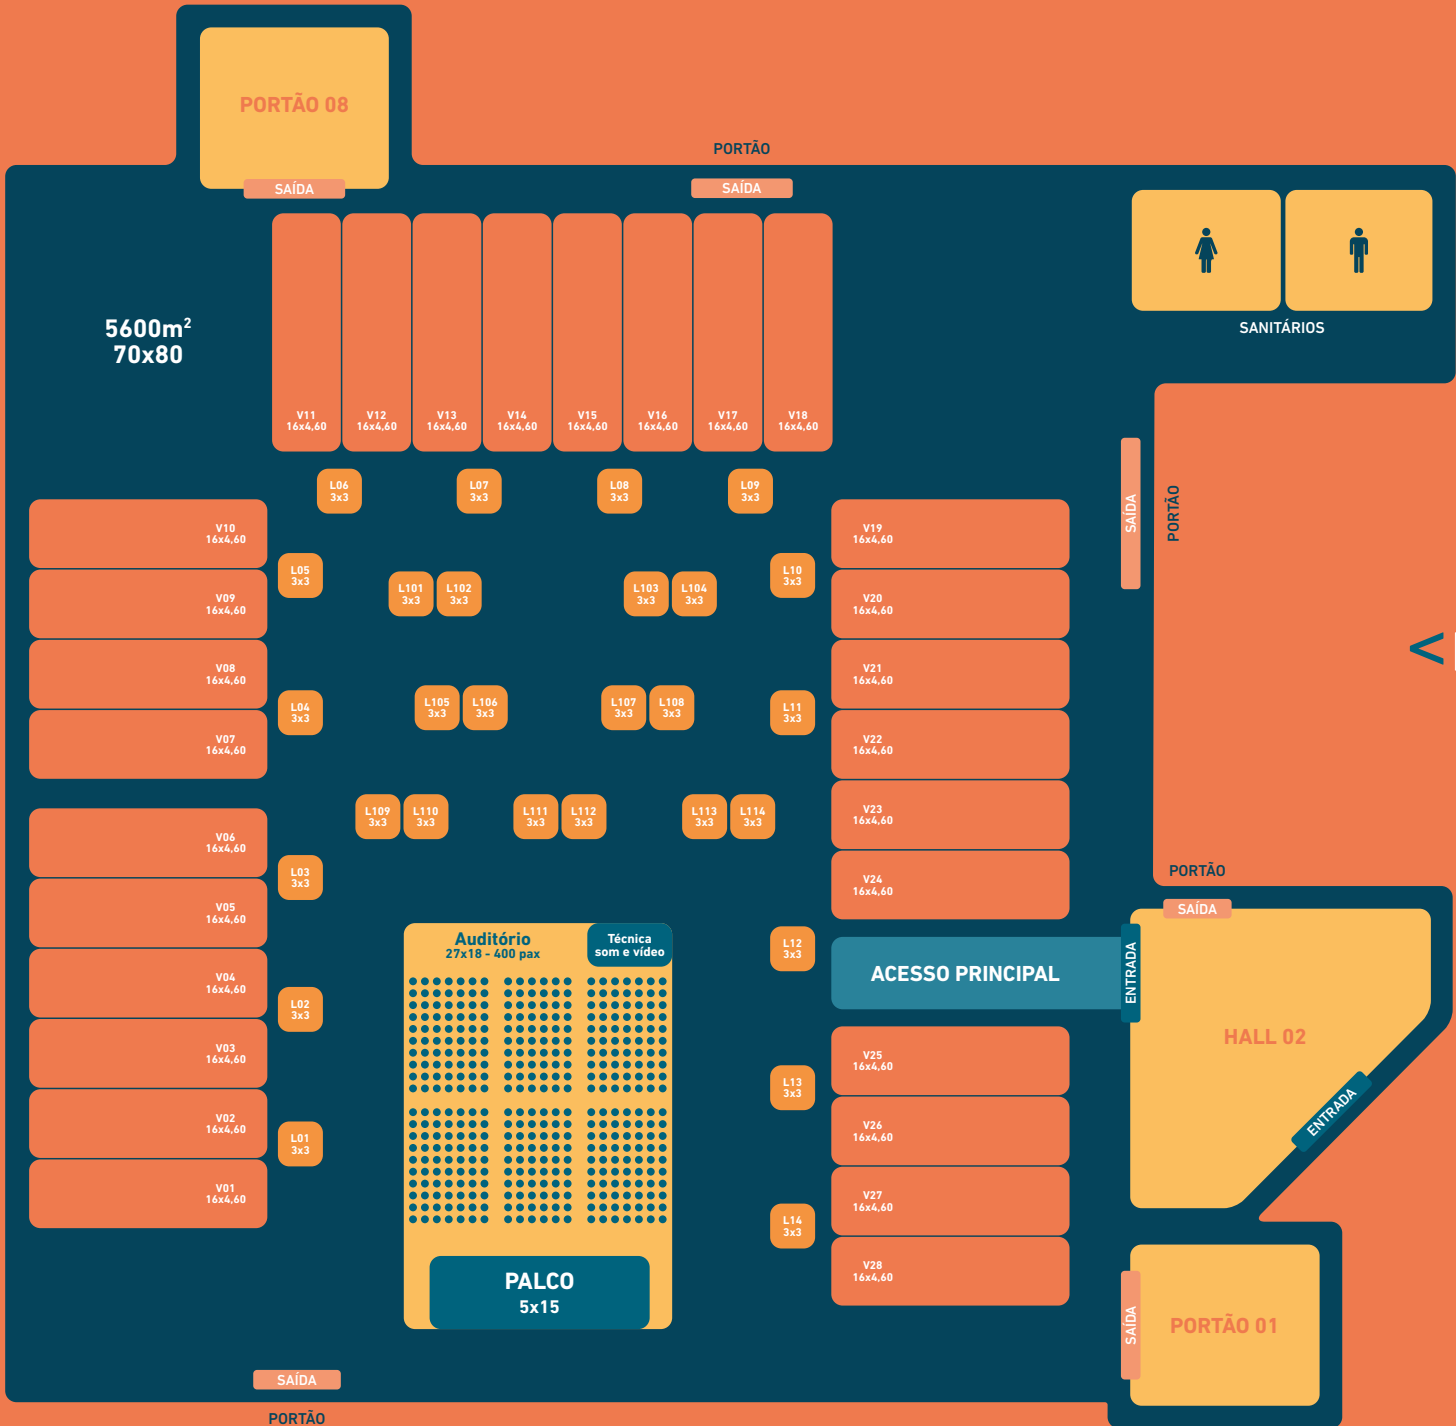 PORTÃO 08
SAÍDA
PORTÃO
SAÍDA
SANITÁRIOS
5600m²
70x80
V11
16x4,60
V12
16x4,60
V13
16x4,60
V14
16x4,60
V15
16x4,60
V16
16x4,60
V17
16x4,60
V18
16x4,60
L06
3x3
L07
3x3
L08
3x3
L09
3x3
V10
16x4,60
V09
16x4,60
V08
16x4,60
V07
16x4,60
V06
16x4,60
V05
16x4,60
V04
16x4,60
V03
16x4,60
V02
16x4,60
V01
16x4,60
L05
3x3
L04
3x3
L03
3x3
L02
3x3
L01
3x3
L101
3x3
L102
3x3
L103
3x3
L104
3x3
L105
3x3
L106
3x3
L107
3x3
L108
3x3
L109
3x3
L110
3x3
L111
3x3
L112
3x3
L113
3x3
L114
3x3
L10
3x3
L11
3x3
L12
3x3
L13
3x3
L14
3x3
V19
16x4,60
V20
16x4,60
V21
16x4,60
V22
16x4,60
V23
16x4,60
V24
16x4,60
ACESSO PRINCIPAL
V25
16x4,60
V26
16x4,60
V27
16x4,60
V28
16x4,60
Auditório
27x18 - 400 pax
Técnica
som e vídeo
PALCO
5x15
SAÍDA
PORTÃO
PORTÃO
SAÍDA
ENTRADA
HALL 02
ENTRADA
SAÍDA
PORTÃO 01
SAÍDA
PORTÃO